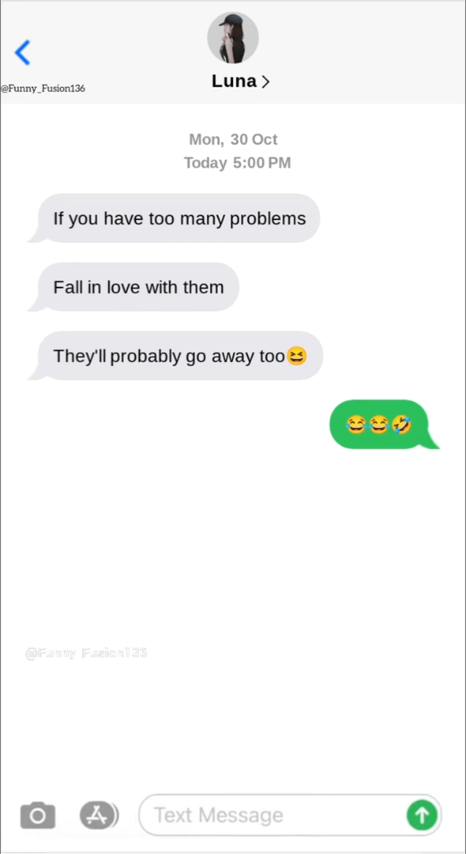 @Funny_Fusion136
Luna
Mon, 30 Oct
Today 5:00 PM
If you have too many problems
Fall in love with them
They'll probably go away too😆
😂😂🤣
@Funny_Fusion136
Text Message